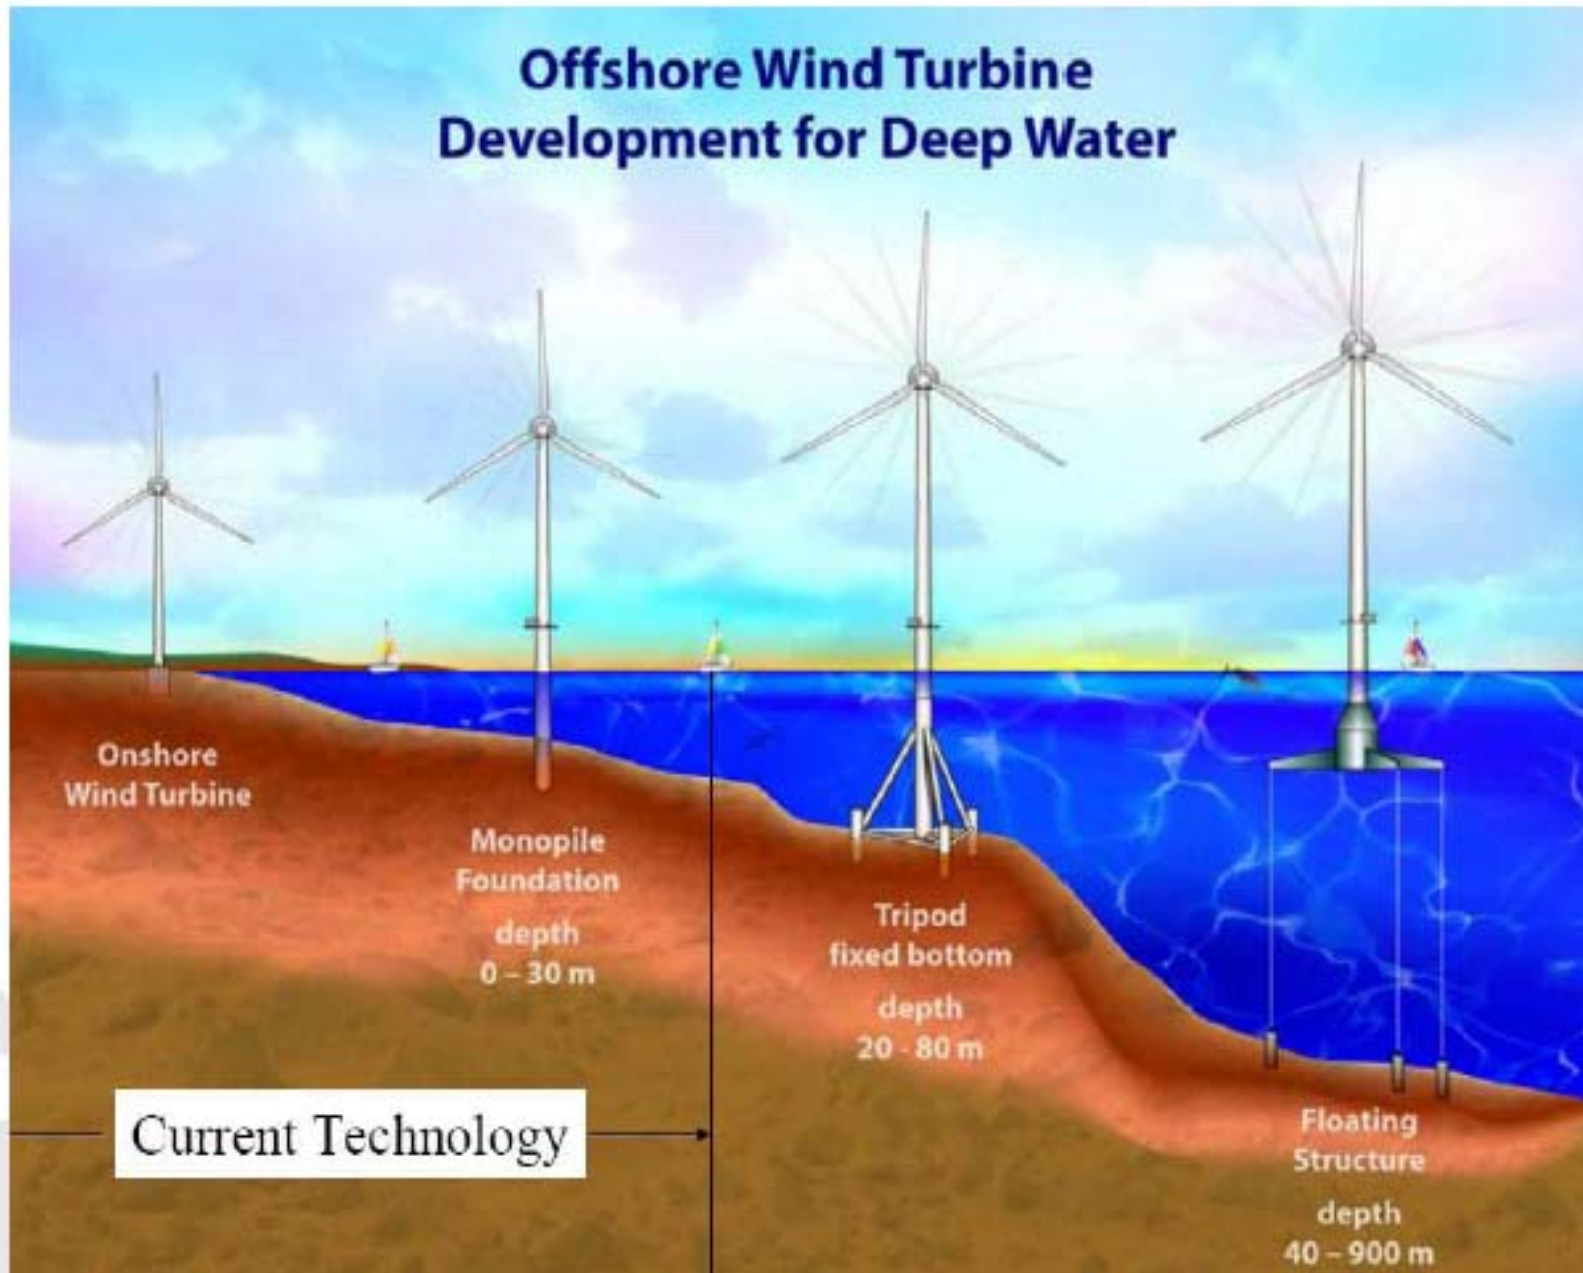 Offshore Wind Turbine
Development for Deep Water
Onshore
Wind Turbine
Monopile
Foundation
depth
0 – 30 m
Tripod
fixed bottom
depth
20 - 80 m
Floating
Structure
depth
40 – 900 m
Current Technology